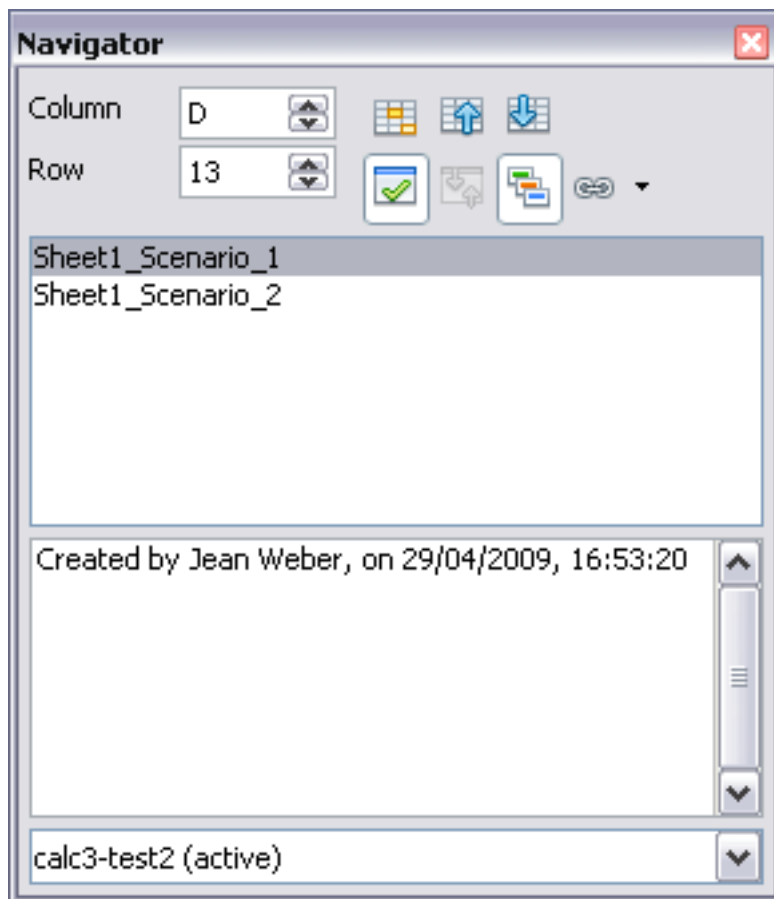 Navigator
Column D
Row 13
Sheet1_Scenario_1
Sheet1_Scenario_2
Created by Jean Weber, on 29/04/2009, 16:53:20
calc3-test2 (active)